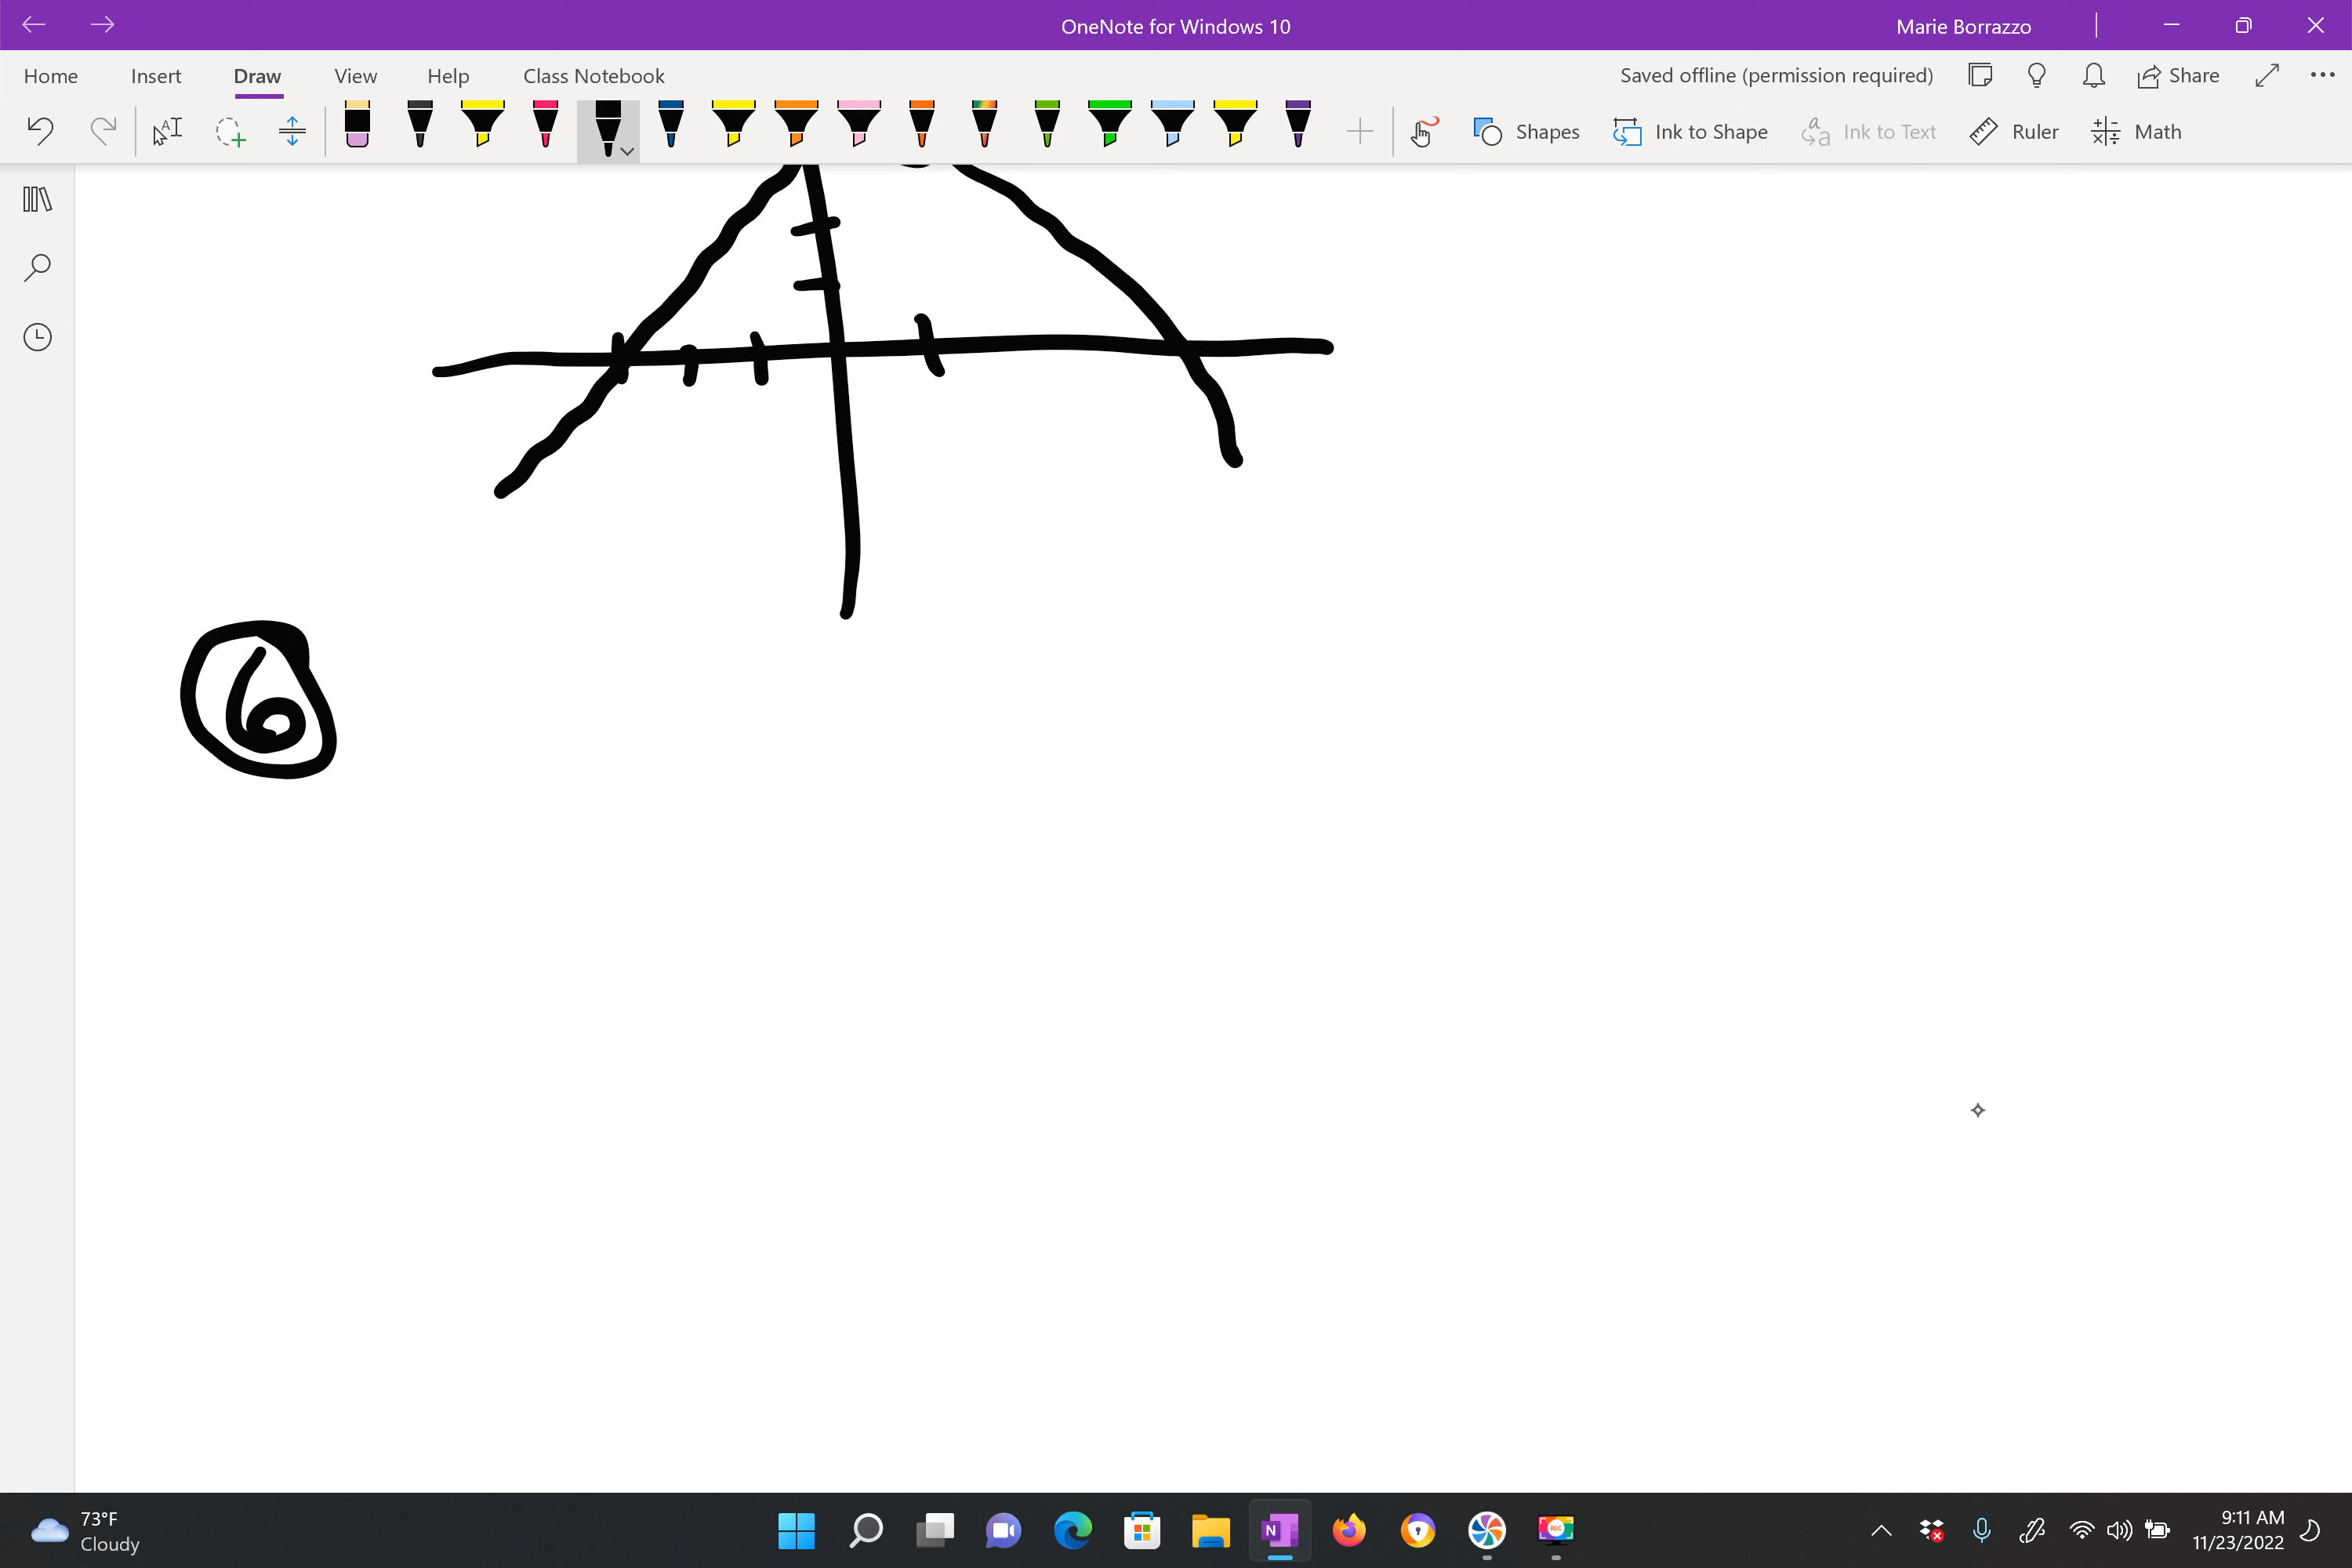 OneNote for Windows 10 Marie Borrazzo
Home Insert Draw View Help Class Notebook Saved offline (permission required) Share
Shapes Ink to Shape Ink to Text Ruler Math
6
73°F
Cloudy
9:11 AM
11/23/2022